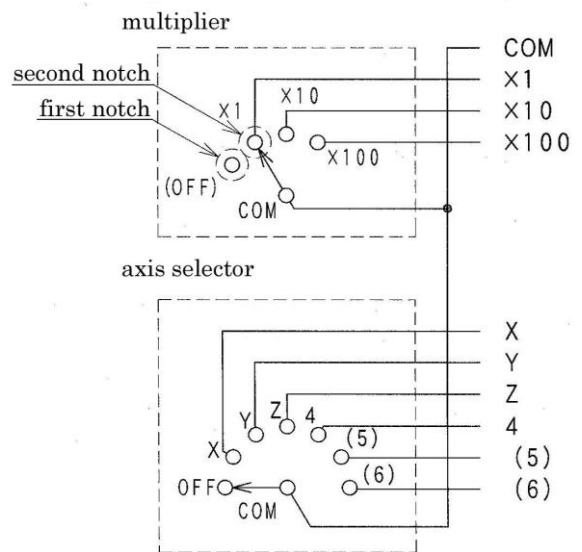 multiplier
COM
second notch
X1
X1
X10
X10
first notch
X100
X100
(OFF)
COM
axis selector
X
Y
Z
Z
4
4
Y
(5)
X
(5)
(6)
OFF
(6)
COM